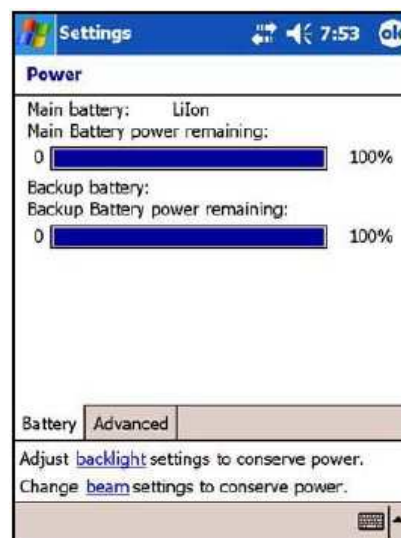 Settings 7:53 ok
Power
Main battery: LiIon
Main Battery power remaining:
0 100%
Backup battery:
Backup Battery power remaining:
0 100%
Battery Advanced
Adjust backlight settings to conserve power.
Change beam settings to conserve power.